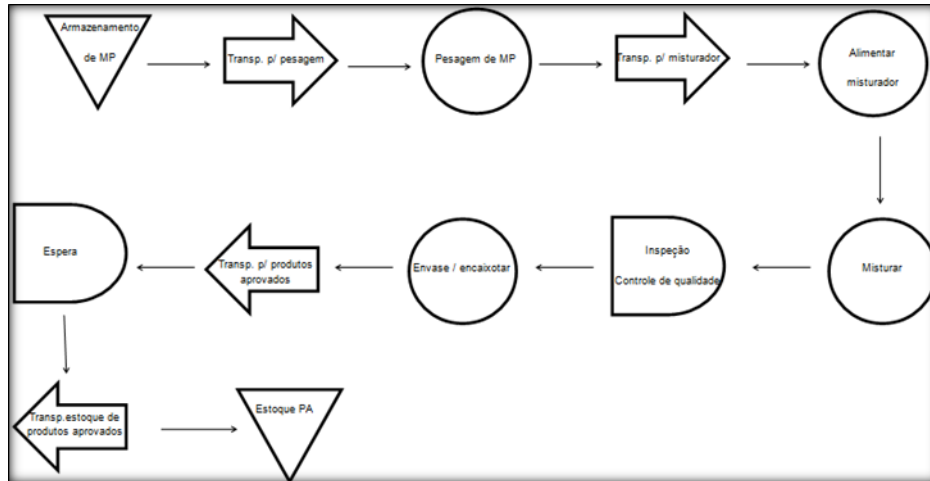 Armazenamento
de MP
Transp. p/ pesagem
Pesagem de MP
Transp. p/ misturador
Alimentar
misturador
Espera
Transp. p/ produtos
aprovados
Envase / encaixotar
Inspeção
Controle de qualidade
Misturar
Transp.estoque de
produtos aprovados
Estoque PA